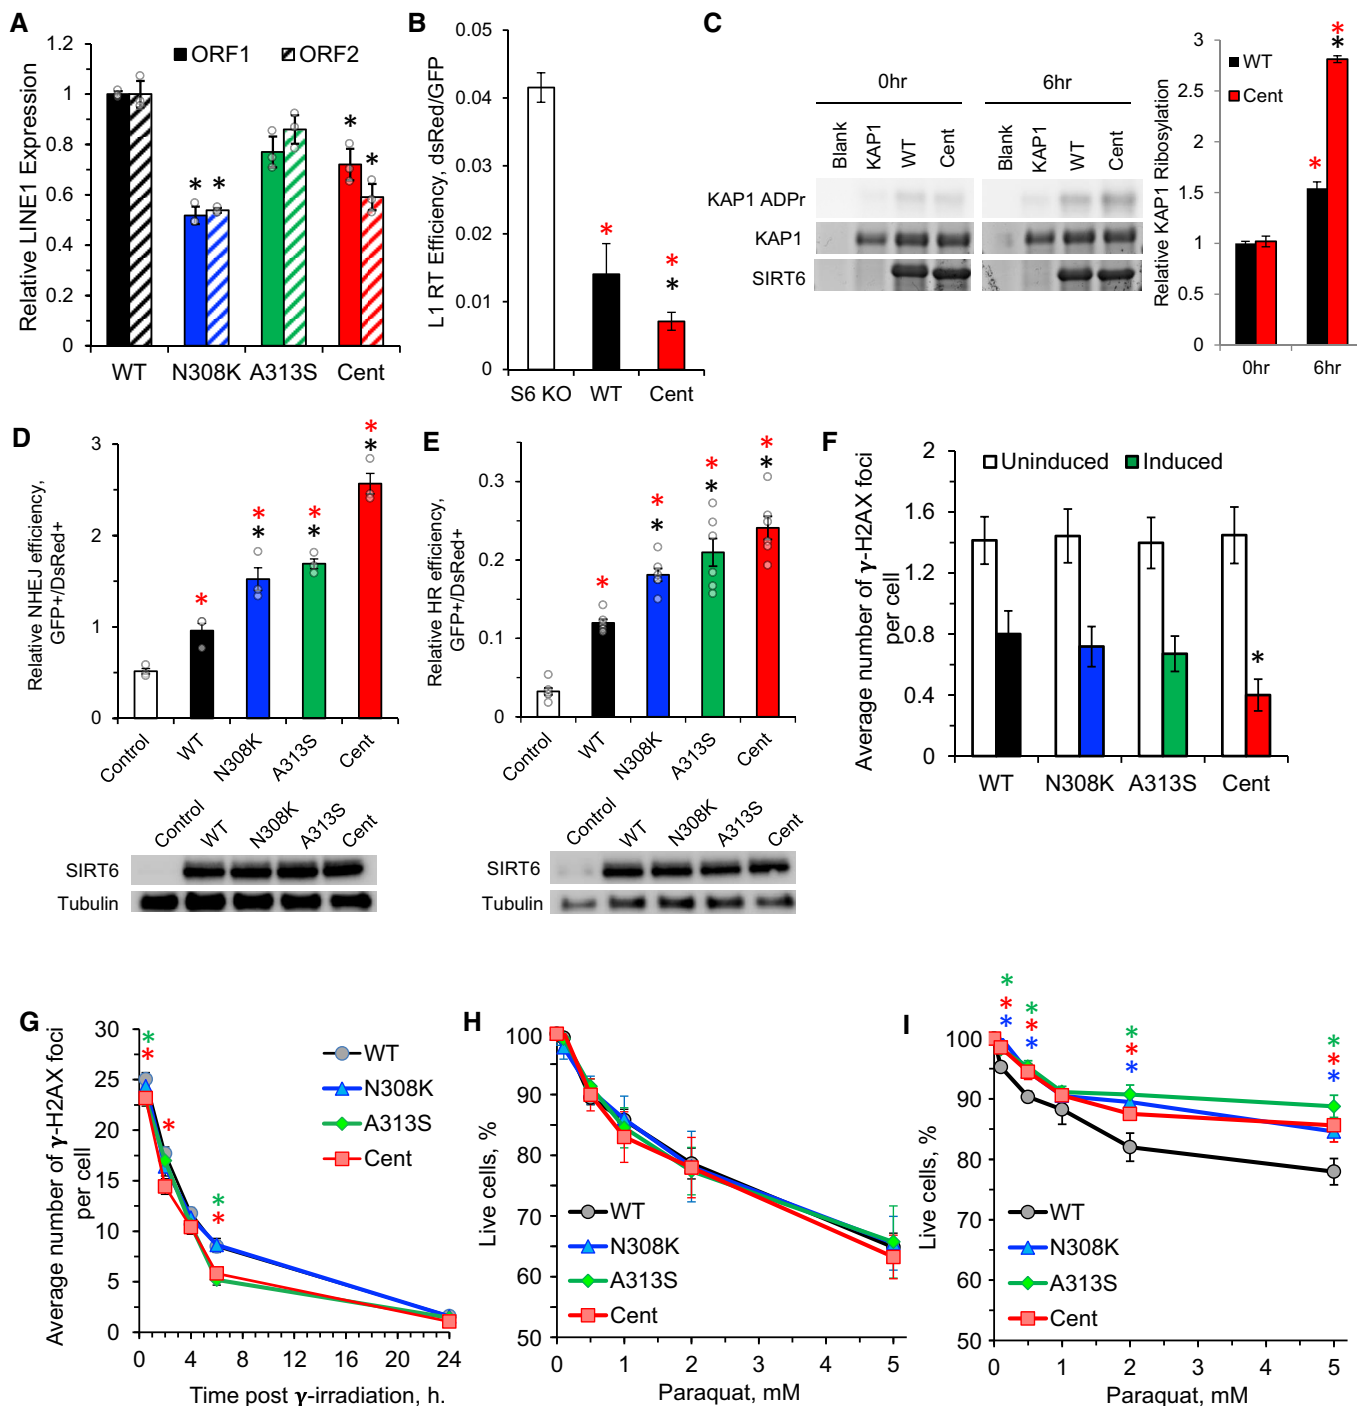 A
Relative LINE1 Expression
1.2
1
0.8
0.6
0.4
0.2
0
ORF1
ORF2
* * * *
WT N308K A313S Cent
B
L1 RT Efficiency, dsRed/GFP
0.05
0.04
0.03
0.02
0.01
0
* * *
S6 KO WT Cent
C
0hr 6hr
Blank KAP1 WT Cent Blank KAP1 WT Cent
KAP1 ADPr
KAP1
SIRT6
Relative KAP1 Ribosylation
3
2.5
2
1.5
1
0.5
0
WT
Cent
* * *
0hr 6hr
D
Relative NHEJ efficiency,
GFP+/DsRed+
3
2
1
0
* * * * * * *
Control WT N308K A313S Cent
Control WT N308K A313S Cent
SIRT6
Tubulin
E
Relative HR efficiency,
GFP+/DsRed+
0.3
0.2
0.1
0
* * * * * * *
Control WT N308K A313S Cent
Control WT N308K A313S Cent
SIRT6
Tubulin
F
Average number of γ-H2AX foci
per cell
2
1.6
1.2
0.8
0.4
0
Uninduced
Induced
*
WT N308K A313S Cent
G
Average number of γ-H2AX foci
per cell
30
25
20
15
10
5
0
* * * * *
WT
N308K
A313S
Cent
0 4 8 12 16 20 24
Time post γ-irradiation, h.
H
Live cells, %
100
90
80
70
60
50
WT
N308K
A313S
Cent
0 1 2 3 4 5
Paraquat, mM
I
Live cells, %
100
90
80
70
60
50
* * * * * * * * * * * *
WT
N308K
A313S
Cent
0 1 2 3 4 5
Paraquat, mM